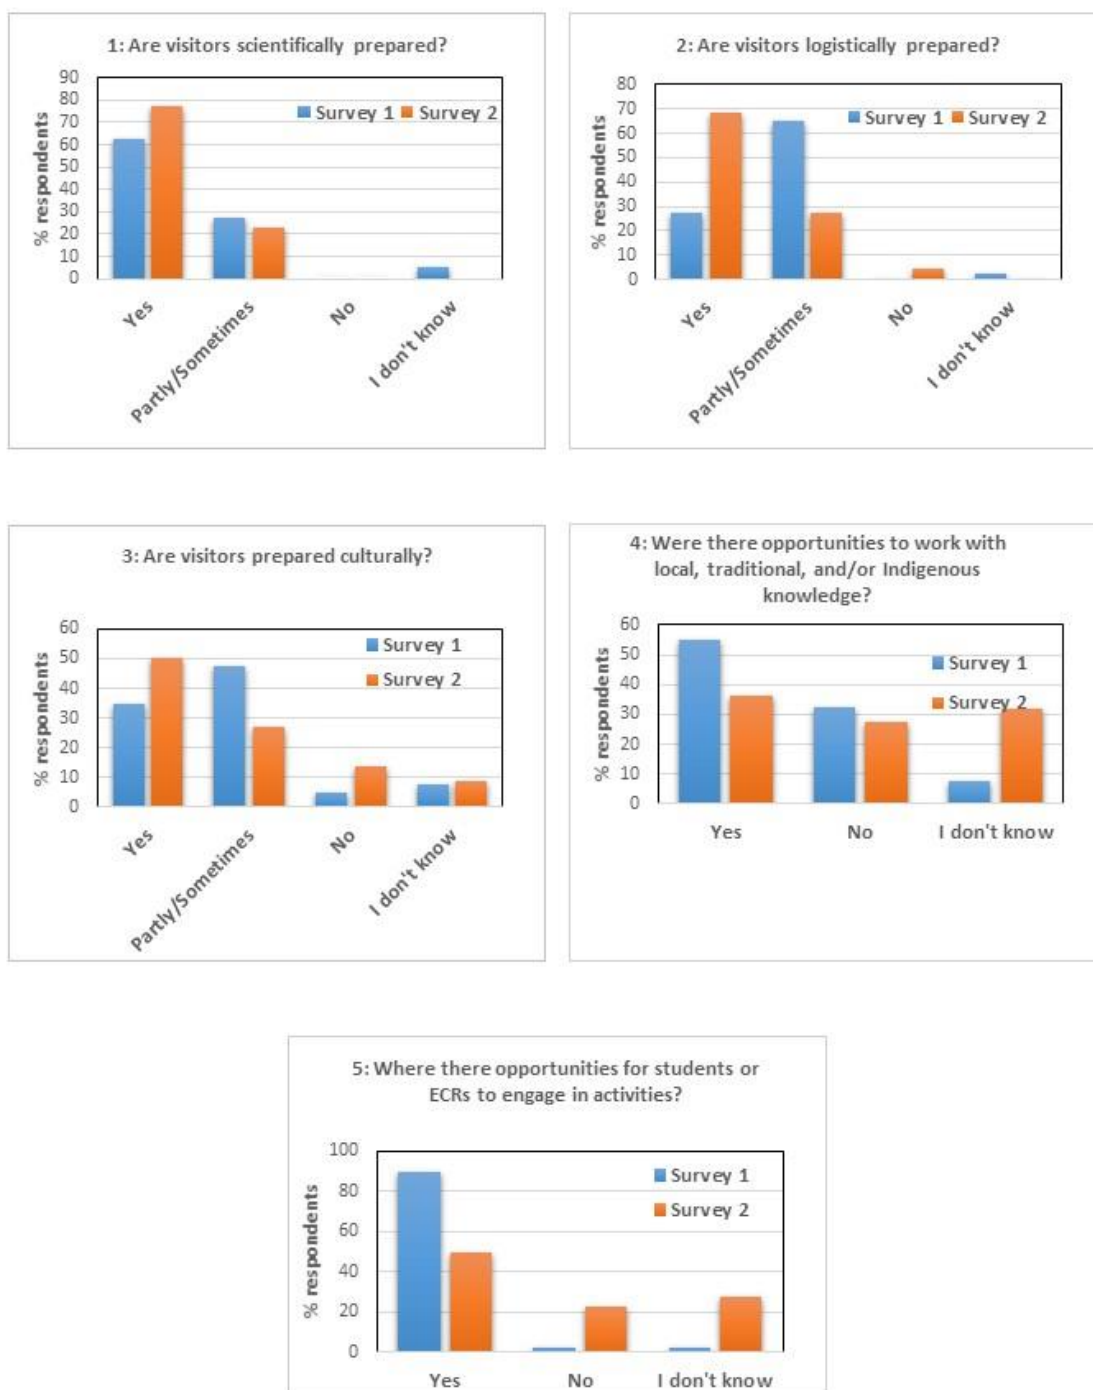 1: Are visitors scientifically prepared?
% respondents
90
80
70
60
50
40
30
20
10
0
Survey 1 Survey 2
Yes
Partly/Sometimes
No
I don't know
2: Are visitors logistically prepared?
% respondents
80
70
60
50
40
30
20
10
0
Survey 1 Survey 2
Yes
Partly/Sometimes
No
I don't know
3: Are visitors prepared culturally?
% respondents
60
50
40
30
20
10
0
Survey 1
Survey 2
Yes
Partly/Sometimes
No
I don't know
4: Were there opportunities to work with
local, traditional, and/or Indigenous
knowledge?
% respondents
60
50
40
30
20
10
0
Survey 1
Survey 2
Yes No I don't know
5: Where there opportunities for students or
ECRs to engage in activities?
% respondents
100
80
60
40
20
0
Survey 1
Survey 2
Yes No I don't know